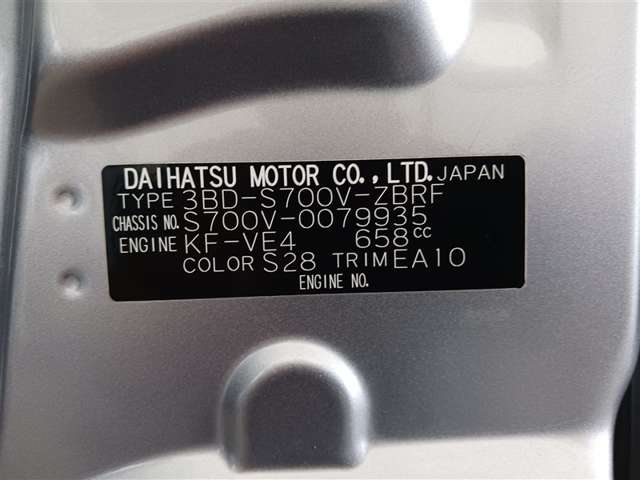 DAIHATSU MOTOR CO.,LTD. JAPAN
TYPE 3BD-S700V-ZBRF
CHASSIS NO. S700V-0079935
ENGINE KF-VE4 658cc
COLOR S28 TRIM EA10
ENGINE NO.